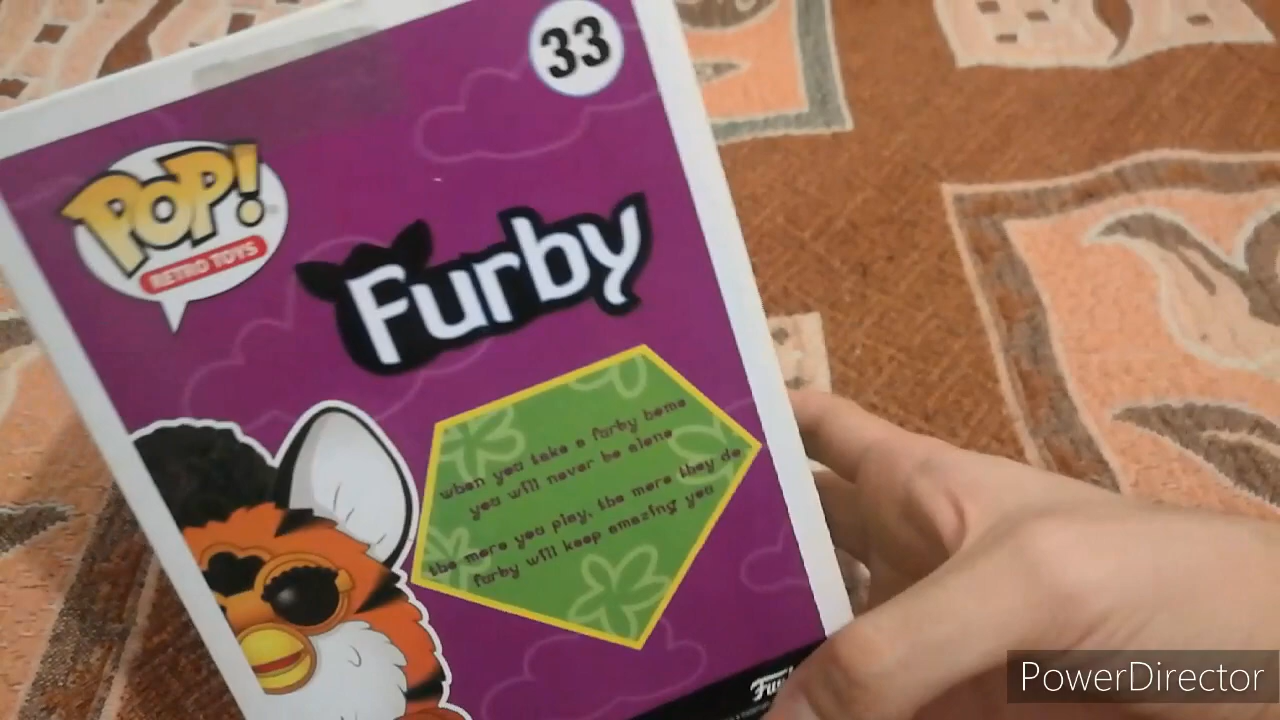 33
POP!
RETRO TOYS
Furby
when you take a furby home
you will never be alone
the more you play, the more they do
furby will keep amazing you
Fun
PowerDirector